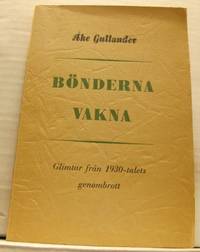 Åke Gullander
BÖNDERNA
VAKNA
Glimtar från 1930-talets
genombrott